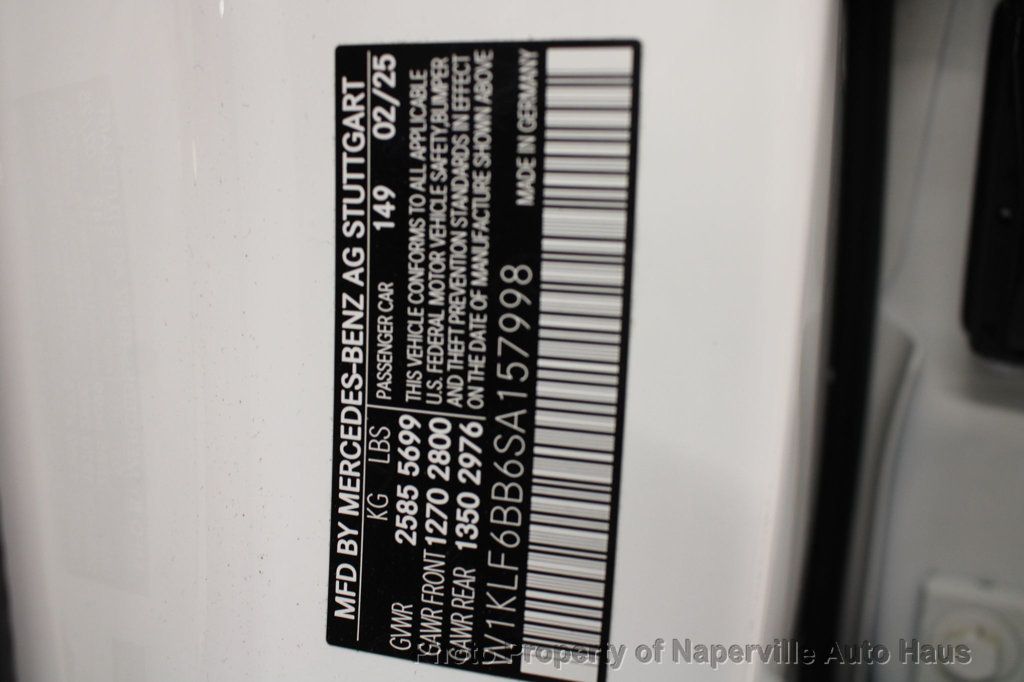 MFD BY MERCEDES-BENZ AG STUTTGART
KG LBS PASSENGER CAR 149 02/25
GVWR 2585 5699 THIS VEHICLE CONFORMS TO ALL APPLICABLE
GAWR FRONT 1270 2800 U.S. FEDERAL MOTOR VEHICLE SAFETY,BUMPER
GAWR REAR 1350 2976 AND THEFT PREVENTION STANDARDS IN EFFECT
ON THE DATE OF MANUFACTURE SHOWN ABOVE
W1KLF6BB6SA157998 MADE IN GERMANY
Photo Property of Naperville Auto Haus